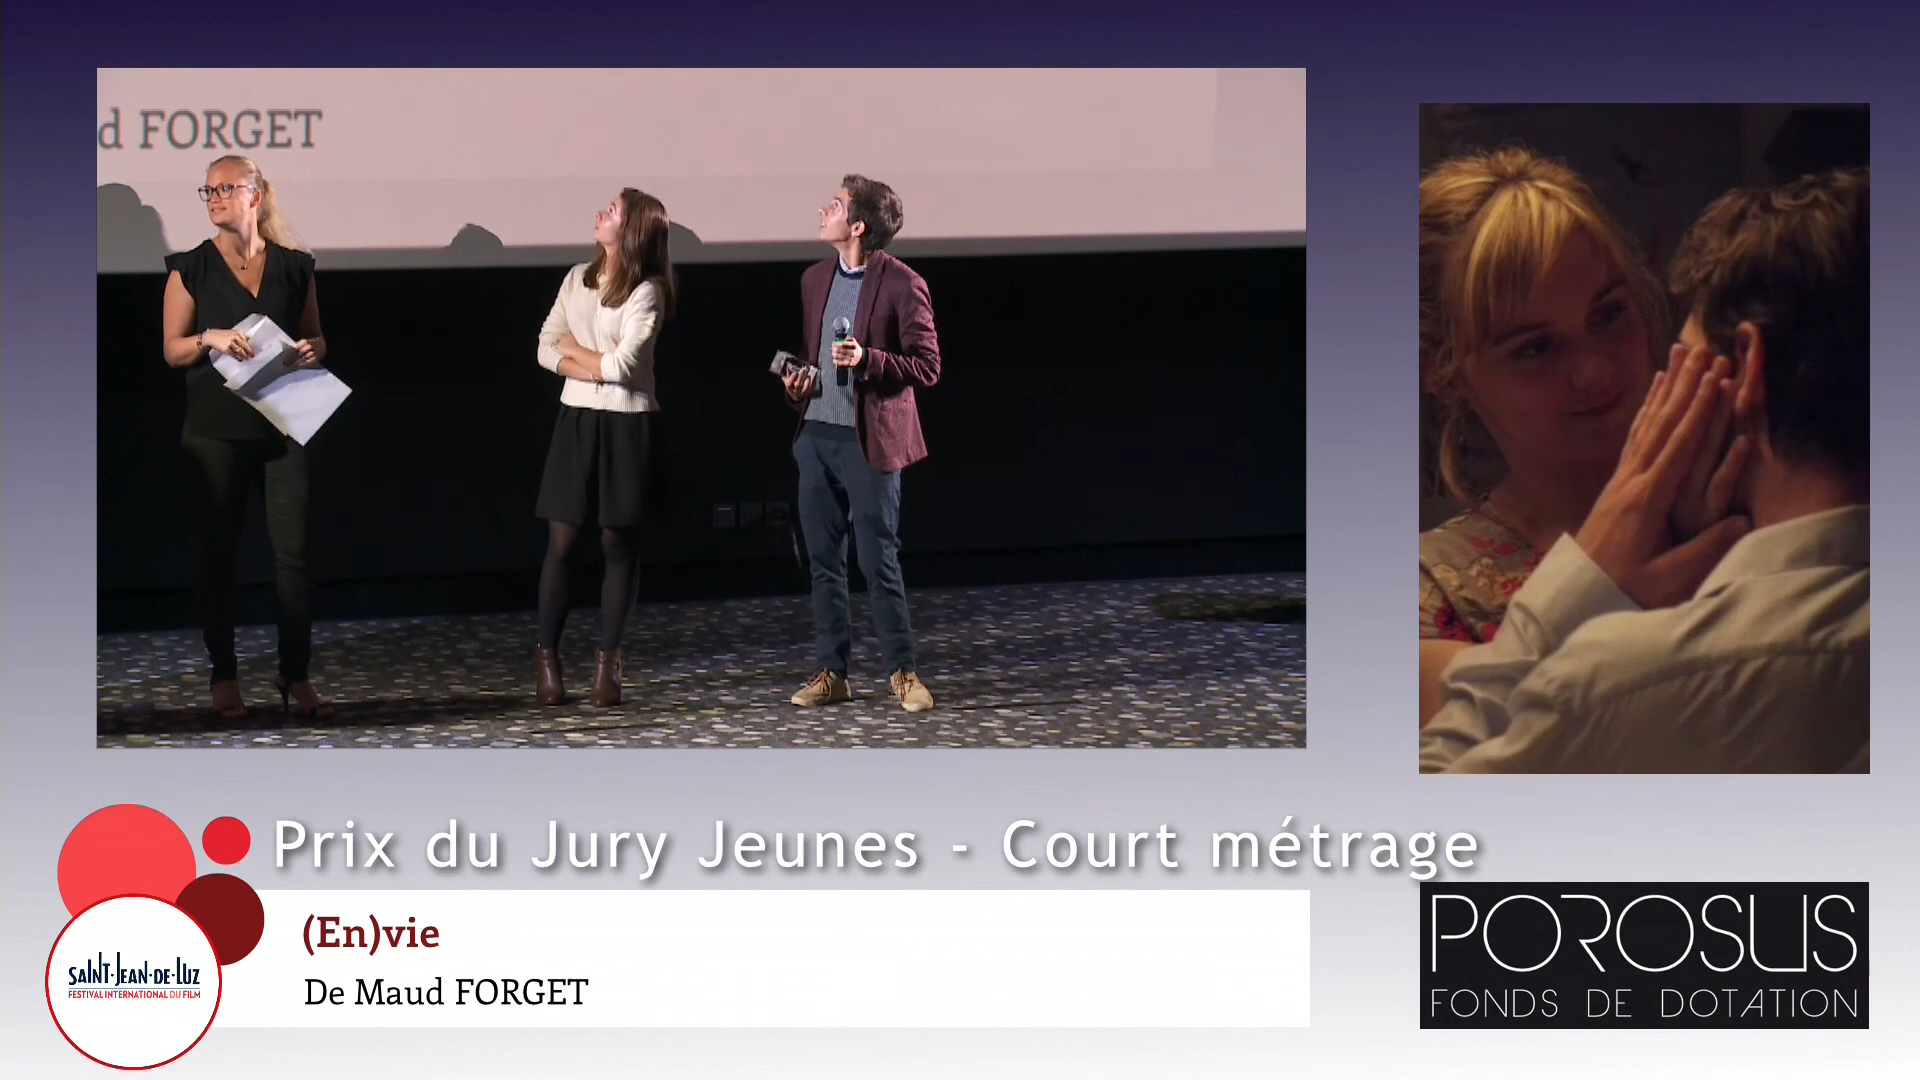 d FORGET
Prix du Jury Jeunes - Court métrage
(En)vie
De Maud FORGET
SAINT·JEAN·DE·LUZ
FESTIVAL INTERNATIONAL DU FILM
POROSUS
FONDS DE DOTATION